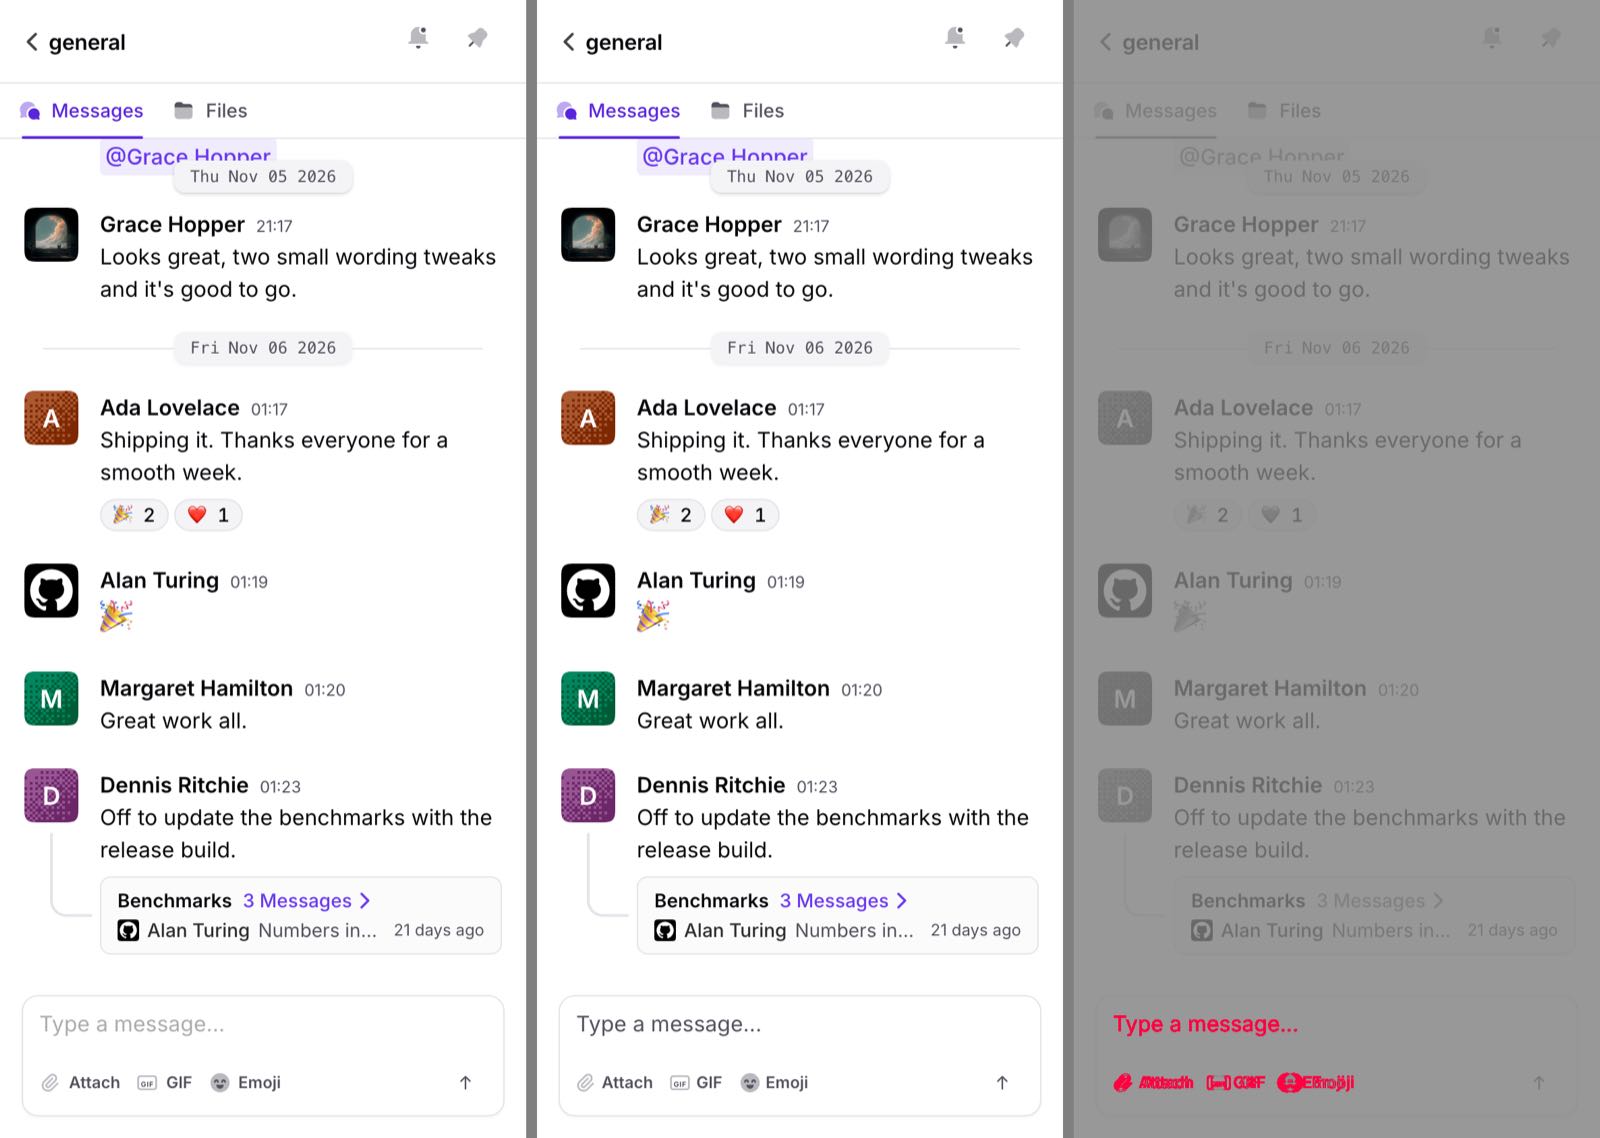 general
Messages
Files
@Grace Hopper
Thu Nov 05 2026
Grace Hopper 21:17
Looks great, two small wording tweaks
and it's good to go.
Fri Nov 06 2026
A
Ada Lovelace 01:17
Shipping it. Thanks everyone for a
smooth week.
🎉 2 ❤️ 1
Alan Turing 01:19
🎉
M
Margaret Hamilton 01:20
Great work all.
D
Dennis Ritchie 01:23
Off to update the benchmarks with the
release build.
Benchmarks 3 Messages
Alan Turing Numbers in... 21 days ago
Type a message...
Attach GIF GIF Emoji
general
Messages
Files
@Grace Hopper
Thu Nov 05 2026
Grace Hopper 21:17
Looks great, two small wording tweaks
and it's good to go.
Fri Nov 06 2026
A
Ada Lovelace 01:17
Shipping it. Thanks everyone for a
smooth week.
🎉 2 ❤️ 1
Alan Turing 01:19
🎉
M
Margaret Hamilton 01:20
Great work all.
D
Dennis Ritchie 01:23
Off to update the benchmarks with the
release build.
Benchmarks 3 Messages
Alan Turing Numbers in... 21 days ago
Type a message...
Attach GIF GIF Emoji
general
Messages
Files
@Grace Hopper
Thu Nov 05 2026
Grace Hopper 21:17
Looks great, two small wording tweaks
and it's good to go.
Fri Nov 06 2026
A
Ada Lovelace 01:17
Shipping it. Thanks everyone for a
smooth week.
🎉 2 ❤️ 1
Alan Turing 01:19
🎉
M
Margaret Hamilton 01:20
Great work all.
D
Dennis Ritchie 01:23
Off to update the benchmarks with the
release build.
Benchmarks 3 Messages
Alan Turing Numbers in... 21 days ago
Type a message...